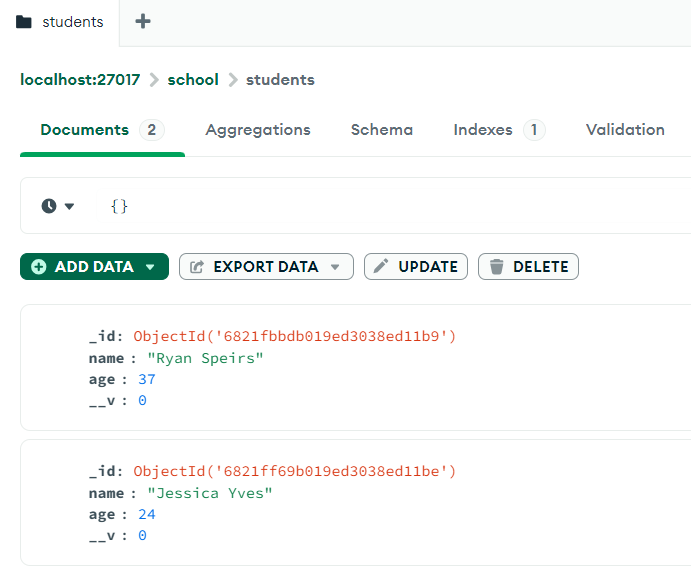 students
localhost:27017 > school > students
Documents 2 Aggregations Schema Indexes 1 Validation
{}
ADD DATA EXPORT DATA UPDATE DELETE
_id: ObjectId('6821fbbdb019ed3038ed11b9')
name : "Ryan Speirs"
age : 37
__v : 0
_id: ObjectId('6821ff69b019ed3038ed11be')
name : "Jessica Yves"
age : 24
__v : 0